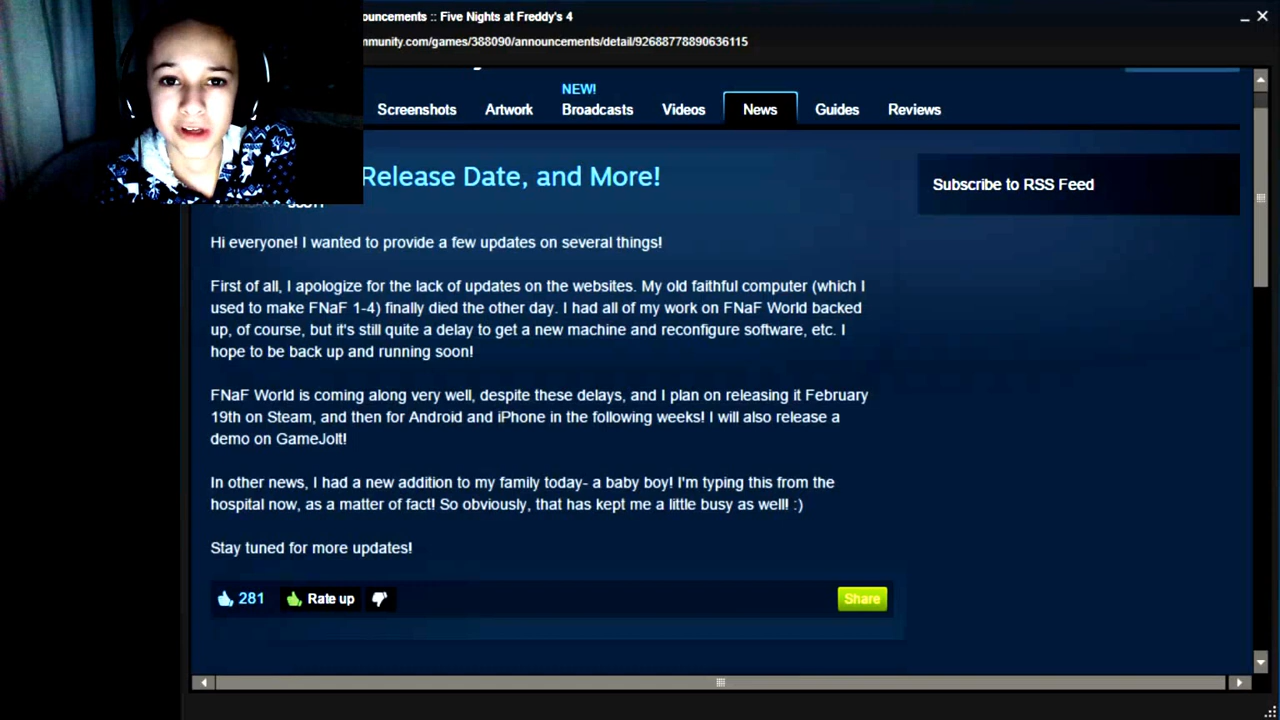 ouncements :: Five Nights at Freddy's 4
mmunity.com/games/388090/announcements/detail/92688778890636115
NEW!
Screenshots Artwork Broadcasts Videos News Guides Reviews
Release Date, and More!
Subscribe to RSS Feed
Hi everyone! I wanted to provide a few updates on several things!
First of all, I apologize for the lack of updates on the websites. My old faithful computer (which I
used to make FNaF 1-4) finally died the other day. I had all of my work on FNaF World backed
up, of course, but it's still quite a delay to get a new machine and reconfigure software, etc. I
hope to be back up and running soon!
FNaF World is coming along very well, despite these delays, and I plan on releasing it February
19th on Steam, and then for Android and iPhone in the following weeks! I will also release a
demo on GameJolt!
In other news, I had a new addition to my family today- a baby boy! I'm typing this from the
hospital now, as a matter of fact! So obviously, that has kept me a little busy as well! :)
Stay tuned for more updates!
281 Rate up Share